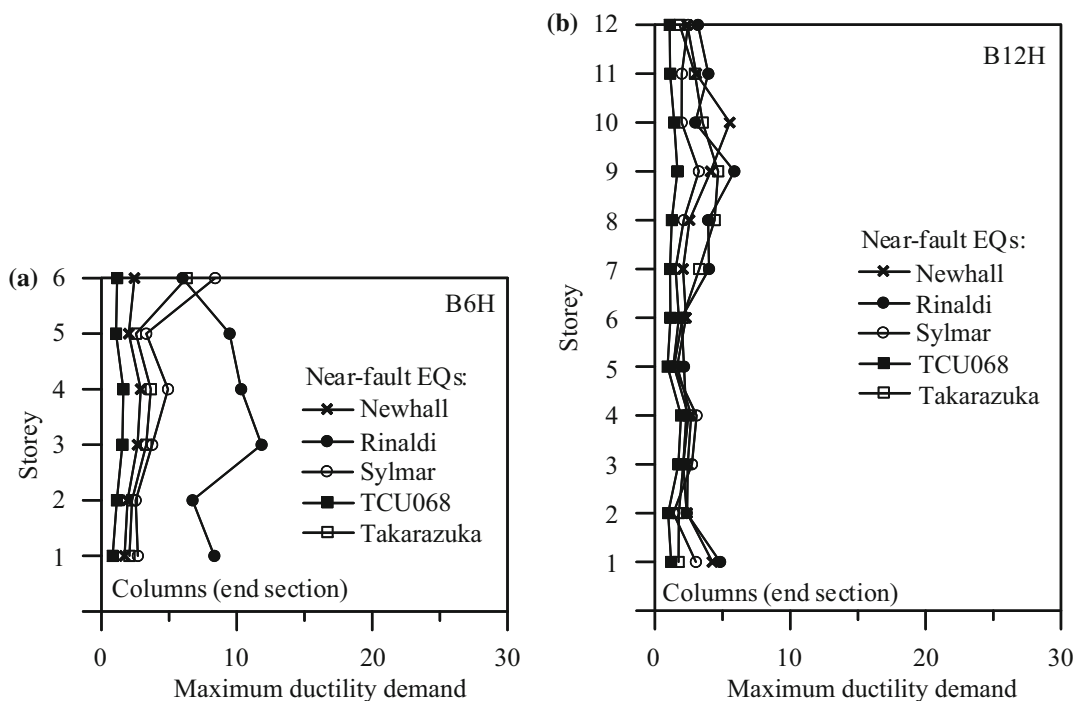 (a)
B6H
6
5
4
3
2
1
Storey
Near-fault EQs:
Newhall
Rinaldi
Sylmar
TCU068
Takarazuka
Columns (end section)
0
10
20
30
Maximum ductility demand
(b)
B12H
12
11
10
9
8
7
6
5
4
3
2
1
Storey
Near-fault EQs:
Newhall
Rinaldi
Sylmar
TCU068
Takarazuka
Columns (end section)
0
10
20
30
Maximum ductility demand